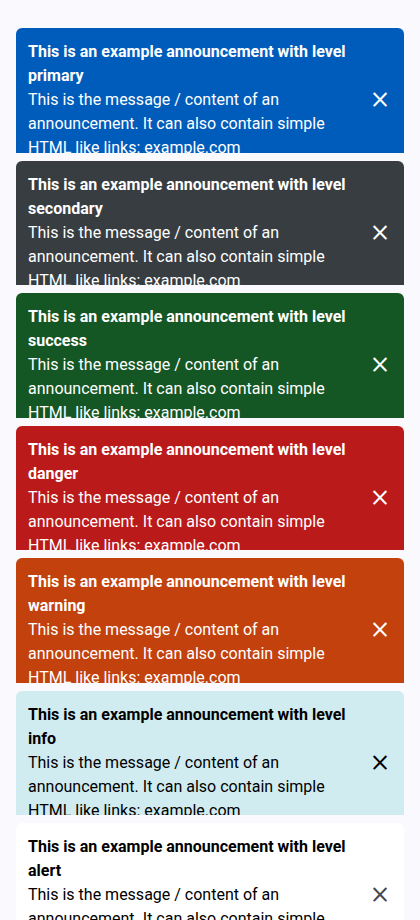 This is an example announcement with level
primary
This is the message / content of an
announcement. It can also contain simple
HTML like links: example.com
This is an example announcement with level
secondary
This is the message / content of an
announcement. It can also contain simple
HTML like links: example.com
This is an example announcement with level
success
This is the message / content of an
announcement. It can also contain simple
HTML like links: example.com
This is an example announcement with level
danger
This is the message / content of an
announcement. It can also contain simple
HTML like links: example.com
This is an example announcement with level
warning
This is the message / content of an
announcement. It can also contain simple
HTML like links: example.com
This is an example announcement with level
info
This is the message / content of an
announcement. It can also contain simple
HTML like links: example.com
This is an example announcement with level
alert
This is the message / content of an
announcement. It can also contain simple